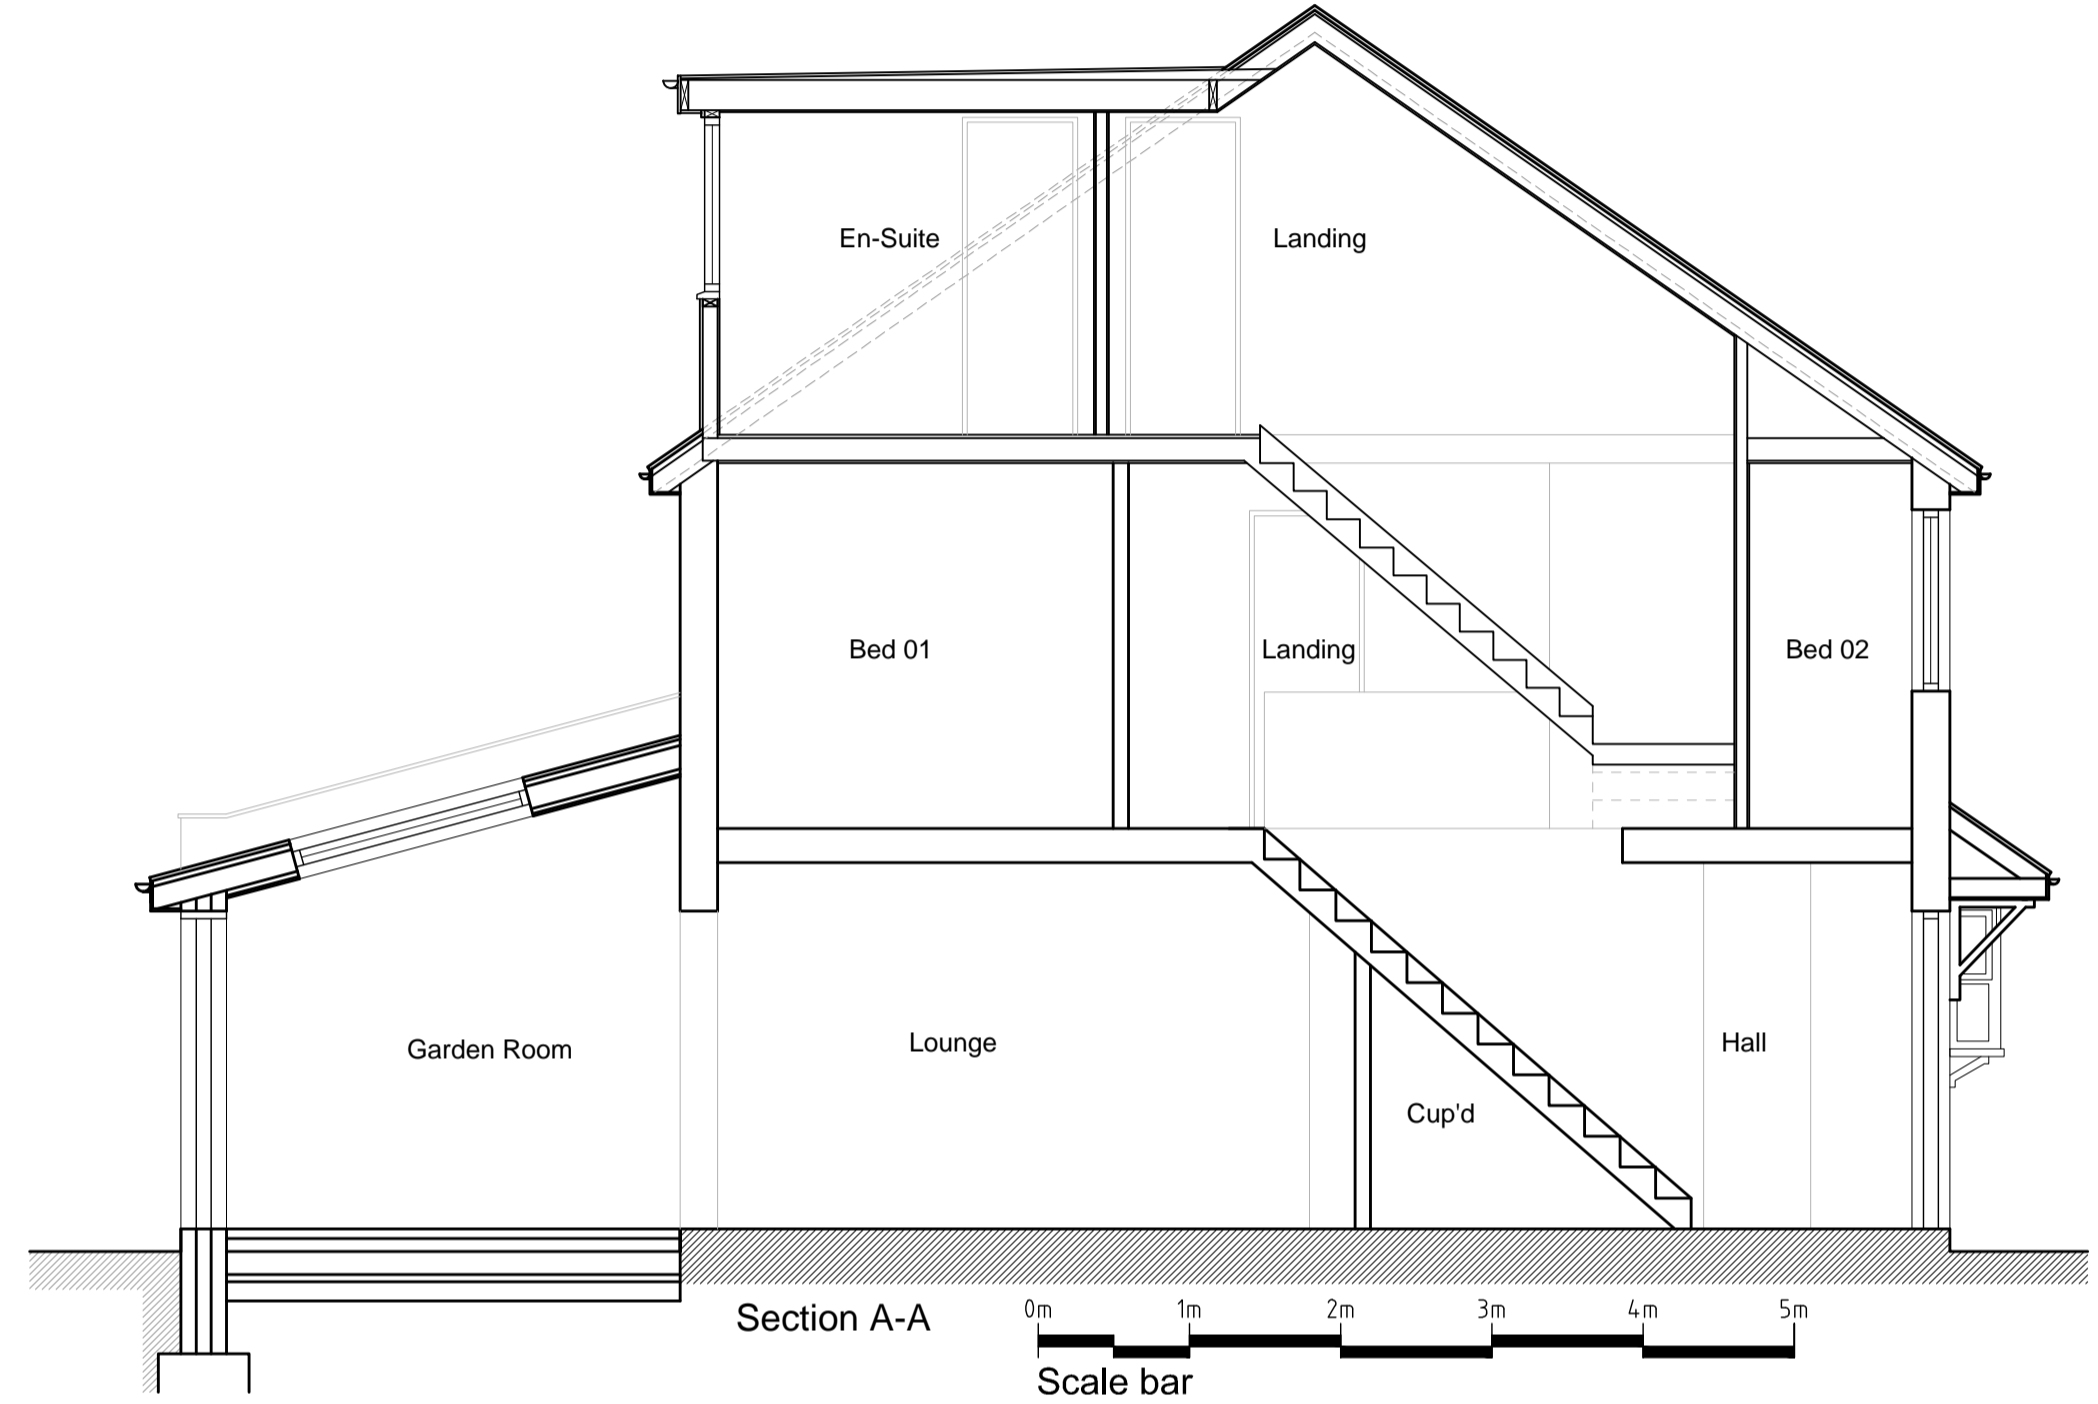 En-Suite
Landing
Bed 01
Landing
Bed 02
Garden Room
Lounge
Hall
Cup'd
Section A-A
0m 1m 2m 3m 4m 5m
Scale bar